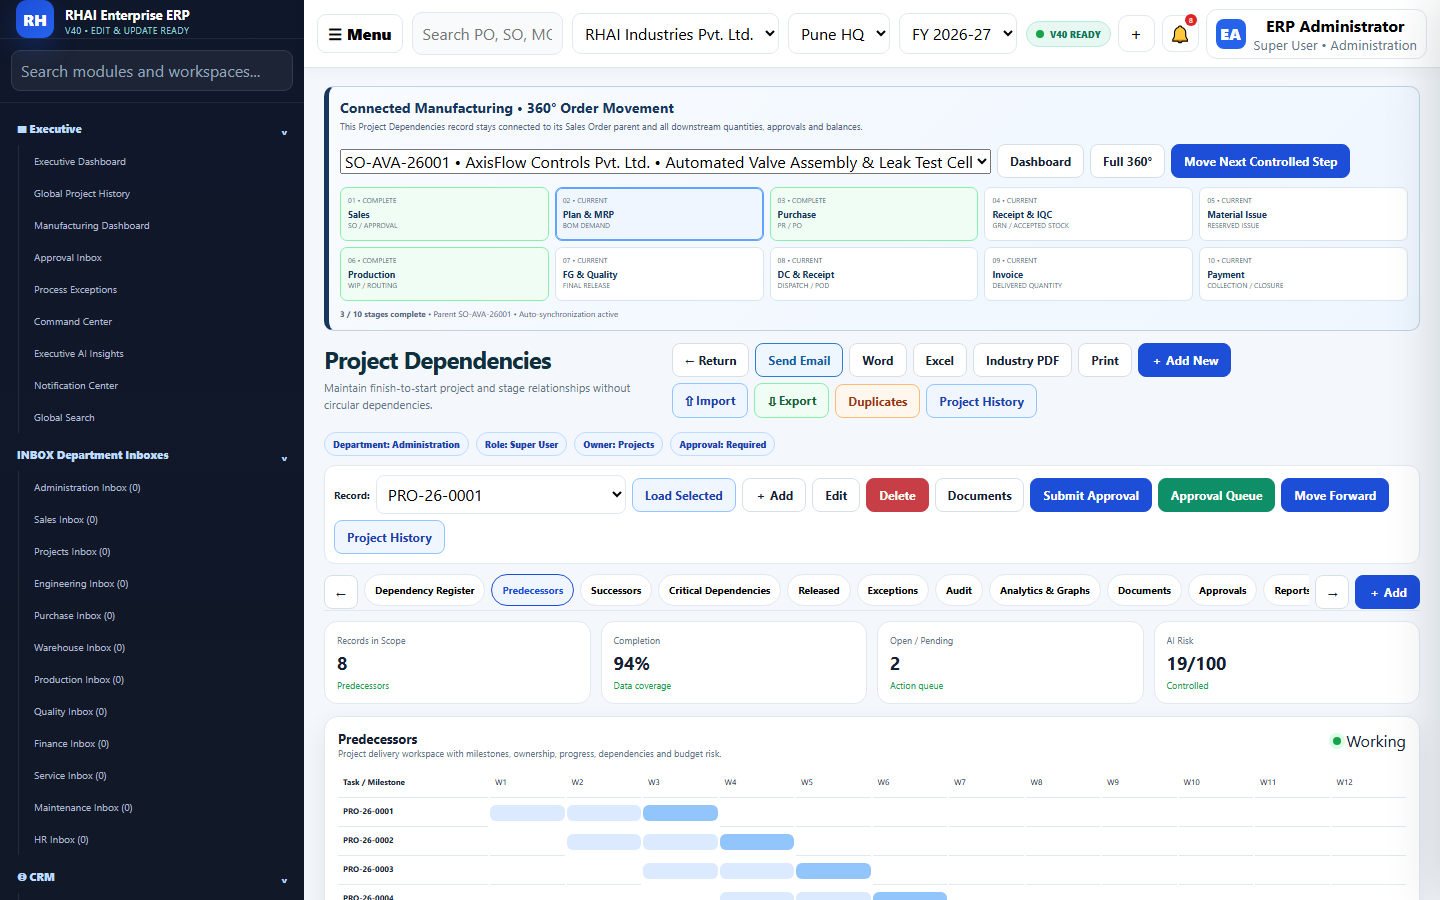 RH
RHAI Enterprise ERP
V40 • EDIT & UPDATE READY
Search modules and workspaces...
Executive
Executive Dashboard
Global Project History
Manufacturing Dashboard
Approval Inbox
Process Exceptions
Command Center
Executive AI Insights
Notification Center
Global Search
INBOX Department Inboxes
Administration Inbox (0)
Sales Inbox (0)
Projects Inbox (0)
Engineering Inbox (0)
Purchase Inbox (0)
Warehouse Inbox (0)
Production Inbox (0)
Quality Inbox (0)
Finance Inbox (0)
Service Inbox (0)
Maintenance Inbox (0)
HR Inbox (0)
CRM
☰ Menu
Search PO, SO, MO
RHAI Industries Pvt. Ltd.
Pune HQ
FY 2026-27
V40 READY
+
8
EA
ERP Administrator
Super User • Administration
Connected Manufacturing • 360° Order Movement
This Project Dependencies record stays connected to its Sales Order parent and all downstream quantities, approvals and balances.
SO-AVA-26001 • AxisFlow Controls Pvt. Ltd. • Automated Valve Assembly & Leak Test Cell
Dashboard
Full 360°
Move Next Controlled Step
01 • COMPLETE
Sales
SO / APPROVAL
02 • CURRENT
Plan & MRP
BOM DEMAND
03 • COMPLETE
Purchase
PR / PO
04 • CURRENT
Receipt & IQC
GRN / ACCEPTED STOCK
05 • CURRENT
Material Issue
RESERVED ISSUE
06 • COMPLETE
Production
WIP / ROUTING
07 • CURRENT
FG & Quality
FINAL RELEASE
08 • CURRENT
DC & Receipt
DISPATCH / POD
09 • CURRENT
Invoice
DELIVERED QUANTITY
10 • CURRENT
Payment
COLLECTION / CLOSURE
3 / 10 stages complete • Parent SO-AVA-26001 • Auto-synchronization active
Project Dependencies
Maintain finish-to-start project and stage relationships without
circular dependencies.
← Return
Send Email
Word
Excel
Industry PDF
Print
+ Add New
⇧ Import
⇩ Export
Duplicates
Project History
Department: Administration
Role: Super User
Owner: Projects
Approval: Required
Record:
PRO-26-0001
Load Selected
+ Add
Edit
Delete
Documents
Submit Approval
Approval Queue
Move Forward
Project History
←
Dependency Register
Predecessors
Successors
Critical Dependencies
Released
Exceptions
Audit
Analytics & Graphs
Documents
Approvals
Reports
→
+ Add
Records in Scope
8
Predecessors
Completion
94%
Data coverage
Open / Pending
2
Action queue
AI Risk
19/100
Controlled
Predecessors
Project delivery workspace with milestones, ownership, progress, dependencies and budget risk.
Working
Task / Milestone W1 W2 W3 W4 W5 W6 W7 W8 W9 W10 W11 W12
PRO-26-0001
PRO-26-0002
PRO-26-0003
PRO-26-0004